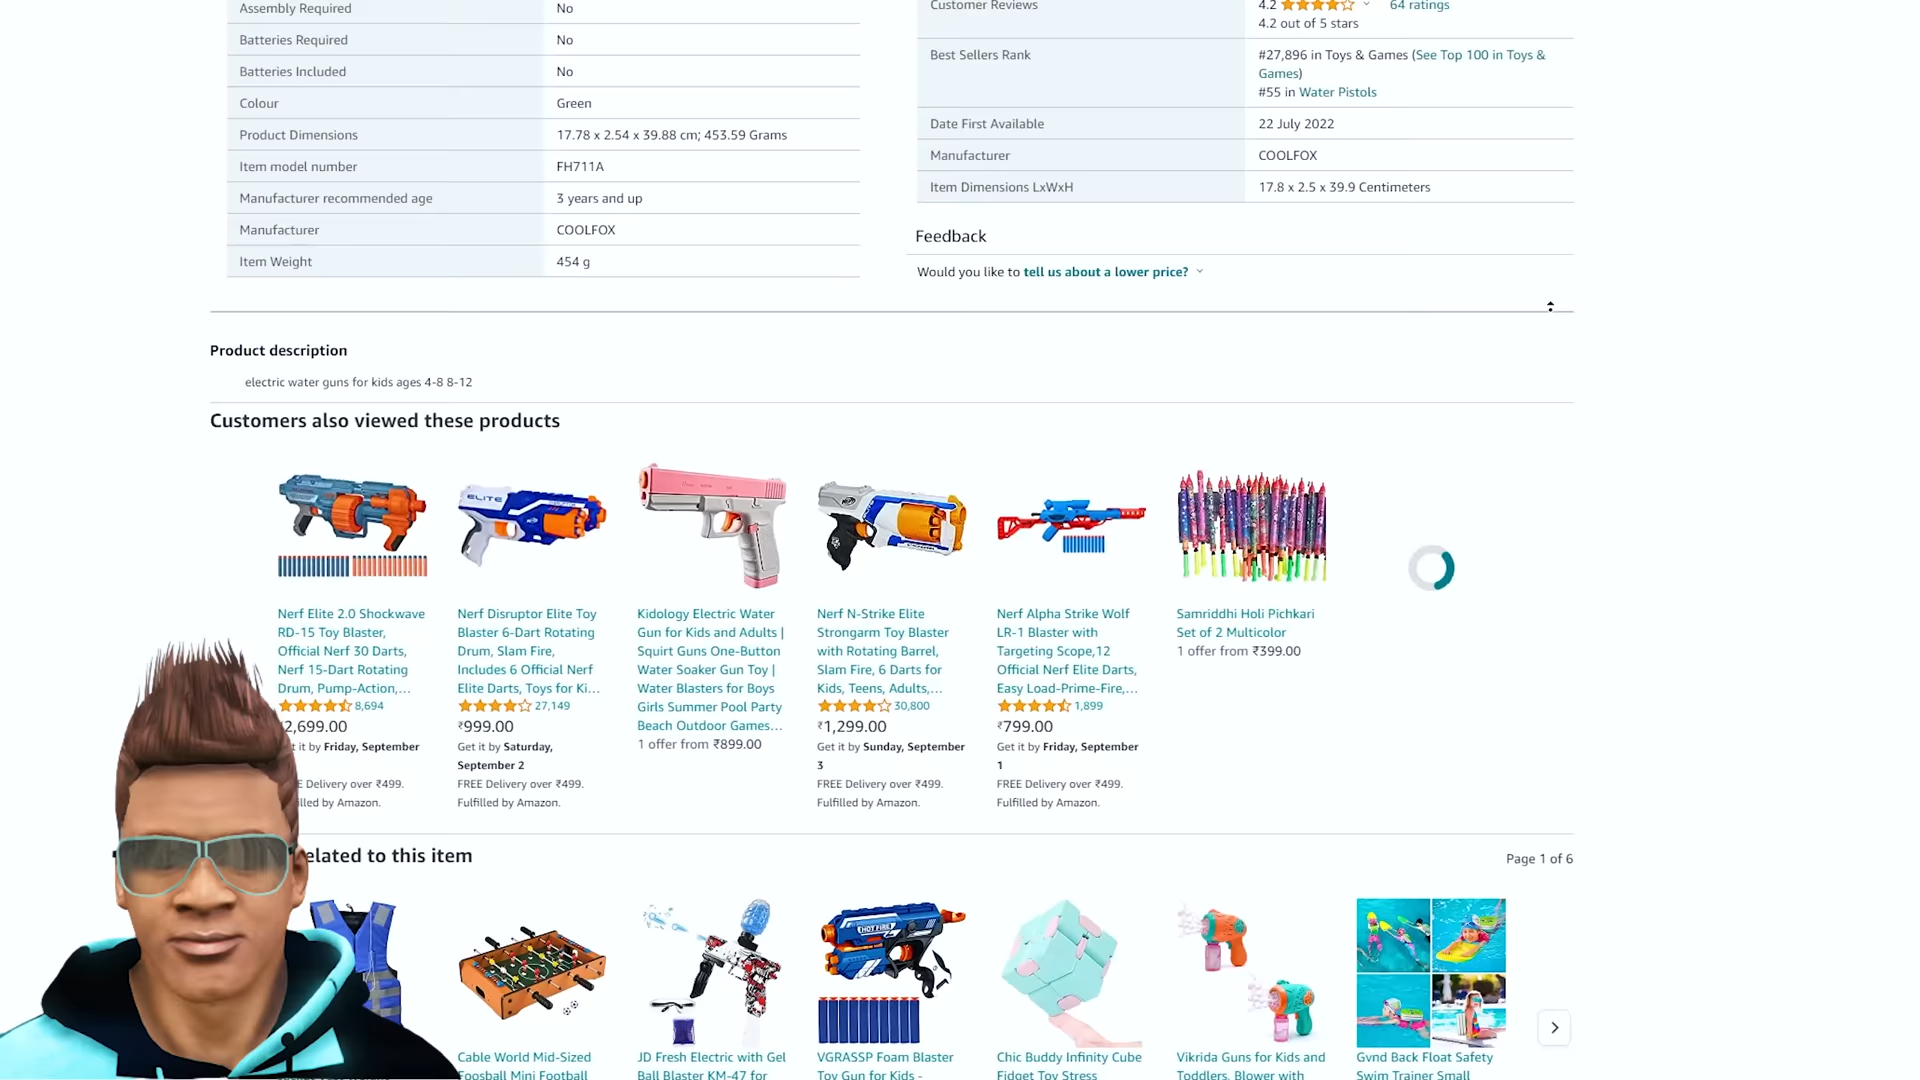 Assembly Required No
Batteries Required No
Batteries Included No
Colour Green
Product Dimensions 17.78 x 2.54 x 39.88 cm; 453.59 Grams
Item model number FH711A
Manufacturer recommended age 3 years and up
Manufacturer COOLFOX
Item Weight 454 g
Customer Reviews 4.2 64 ratings
4.2 out of 5 stars
Best Sellers Rank #27,896 in Toys & Games (See Top 100 in Toys &
Games)
#55 in Water Pistols
Date First Available 22 July 2022
Manufacturer COOLFOX
Item Dimensions LxWxH 17.8 x 2.5 x 39.9 Centimeters
Feedback
Would you like to tell us about a lower price?
Product description
electric water guns for kids ages 4-8 8-12
Customers also viewed these products
ELITE
Nerf Elite 2.0 Shockwave
RD-15 Toy Blaster,
Official Nerf 30 Darts,
Nerf 15-Dart Rotating
Drum, Pump-Action,...
8,694
2,699.00
it by Friday, September
Delivery over ₹499.
by Amazon.
Nerf Disruptor Elite Toy
Blaster 6-Dart Rotating
Drum, Slam Fire,
Includes 6 Official Nerf
Elite Darts, Toys for Ki...
27,149
₹999.00
Get it by Saturday,
September 2
FREE Delivery over ₹499.
Fulfilled by Amazon.
Kidology Electric Water
Gun for Kids and Adults |
Squirt Guns One-Button
Water Soaker Gun Toy |
Water Blasters for Boys
Girls Summer Pool Party
Beach Outdoor Games...
1 offer from ₹899.00
Nerf N-Strike Elite
Strongarm Toy Blaster
with Rotating Barrel,
Slam Fire, 6 Darts for
Kids, Teens, Adults,...
30,800
₹1,299.00
Get it by Sunday, September
3
FREE Delivery over ₹499.
Fulfilled by Amazon.
Nerf Alpha Strike Wolf
LR-1 Blaster with
Targeting Scope,12
Official Nerf Elite Darts,
Easy Load-Prime-Fire,...
1,899
₹799.00
Get it by Friday, September
1
FREE Delivery over ₹499.
Fulfilled by Amazon.
Samriddhi Holi Pichkari
Set of 2 Multicolor
1 offer from ₹399.00
elated to this item
Page 1 of 6
HOT FIRE
Cable World Mid-Sized
Foosball Mini Football
JD Fresh Electric with Gel
Ball Blaster KM-47 for
VGRASSP Foam Blaster
Toy Gun for Kids -
Chic Buddy Infinity Cube
Fidget Toy Stress
Vikrida Guns for Kids and
Toddlers, Blower with
Gvnd Back Float Safety
Swim Trainer Small